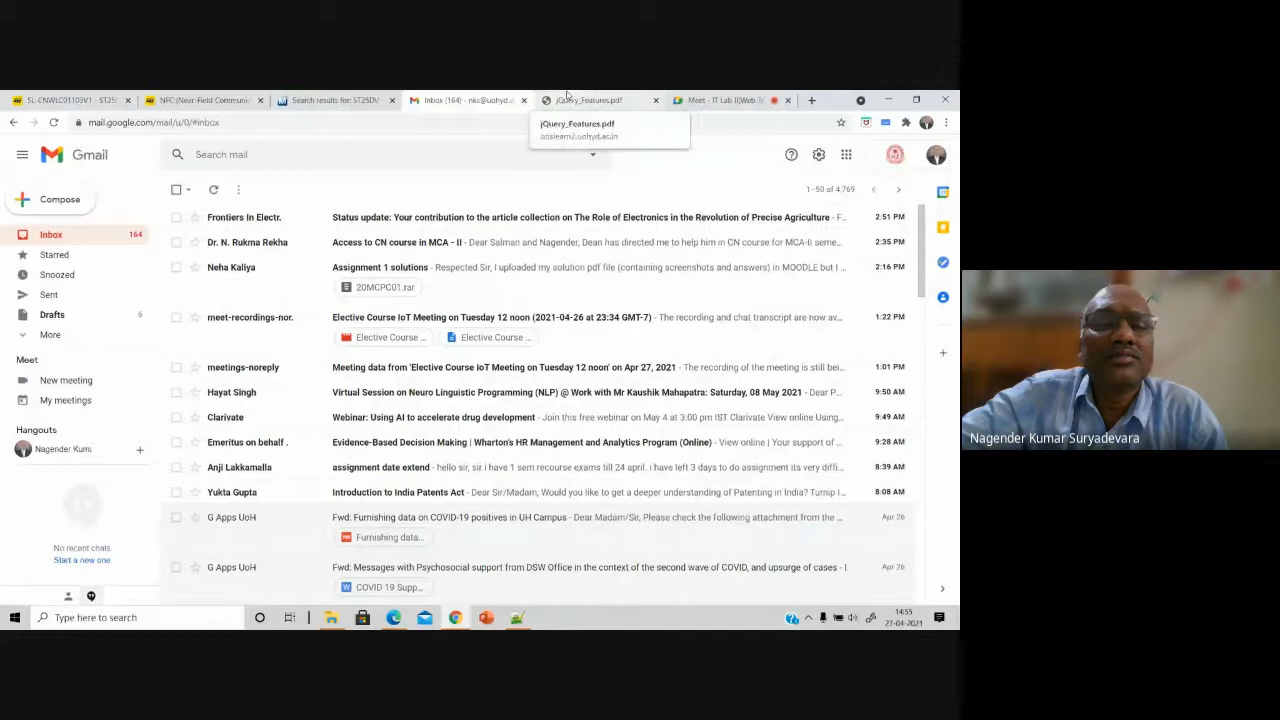 SL-CNWLC01103V1 - ST25
NFC (Near-Field Communic
Search results for: ST25DV
Inbox (164) - nks@uohyd.a
jQuery_Features.pdf
Meet - IT Lab II(Web Te
mail.google.com/mail/u/0/#inbox
jQuery_Features.pdf
Gmail
Search mail
Compose
1–50 of 4,769
Inbox 164
Starred
Snoozed
Sent
Drafts 6
More
Meet
New meeting
My meetings
Hangouts
Nagender Kuma
No recent chats
Start a new one
Frontiers In Electr. Status update: Your contribution to the article collection on The Role of Electronics in the Revolution of Precise Agriculture - F... 2:51 PM
Dr. N. Rukma Rekha Access to CN course in MCA - II - Dear Salman and Nagender, Dean has directed me to help him in CN course for MCA-II seme... 2:35 PM
Neha Kaliya Assignment 1 solutions - Respected Sir, I uploaded my solution pdf file (containing screenshots and answers) in MOODLE but I ... 2:16 PM
20MCPC01.rar
meet-recordings-nor. Elective Course IoT Meeting on Tuesday 12 noon (2021-04-26 at 23:34 GMT-7) - The recording and chat transcript are now av... 1:22 PM
Elective Course ... Elective Course ...
meetings-noreply Meeting data from 'Elective Course IoT Meeting on Tuesday 12 noon' on Apr 27, 2021 - The recording of the meeting is still bei... 1:01 PM
Hayat Singh Virtual Session on Neuro Linguistic Programming (NLP) @ Work with Mr Kaushik Mahapatra: Saturday, 08 May 2021 - Dear P... 9:50 AM
Clarivate Webinar: Using AI to accelerate drug development - Join this free webinar on May 4 at 3:00 pm IST Clarivate View online Using... 9:49 AM
Emeritus on behalf . Evidence-Based Decision Making | Wharton's HR Management and Analytics Program (Online) - View online | Your support of ... 9:28 AM
Anji Lakkamalla assignment date extend - hello sir, sir i have 1 sem recourse exams till 24 april. i have left 3 days to do assignment its very diffi... 8:39 AM
Yukta Gupta Introduction to India Patents Act - Dear Sir/Madam, Would you like to get a deeper understanding of Patenting in India? Turnip I... 8:08 AM
G Apps UoH Fwd: Furnishing data on COVID-19 positives in UH Campus - Dear Madam/Sir, Please check the following attachment from the ... Apr 26
Furnishing data...
G Apps UoH Fwd: Messages with Psychosocial support from DSW Office in the context of the second wave of COVID, and upsurge of cases - I Apr 26
COVID 19 Supp...
Type here to search
14:55
27-04-2021
Nagender Kumar Suryadevara